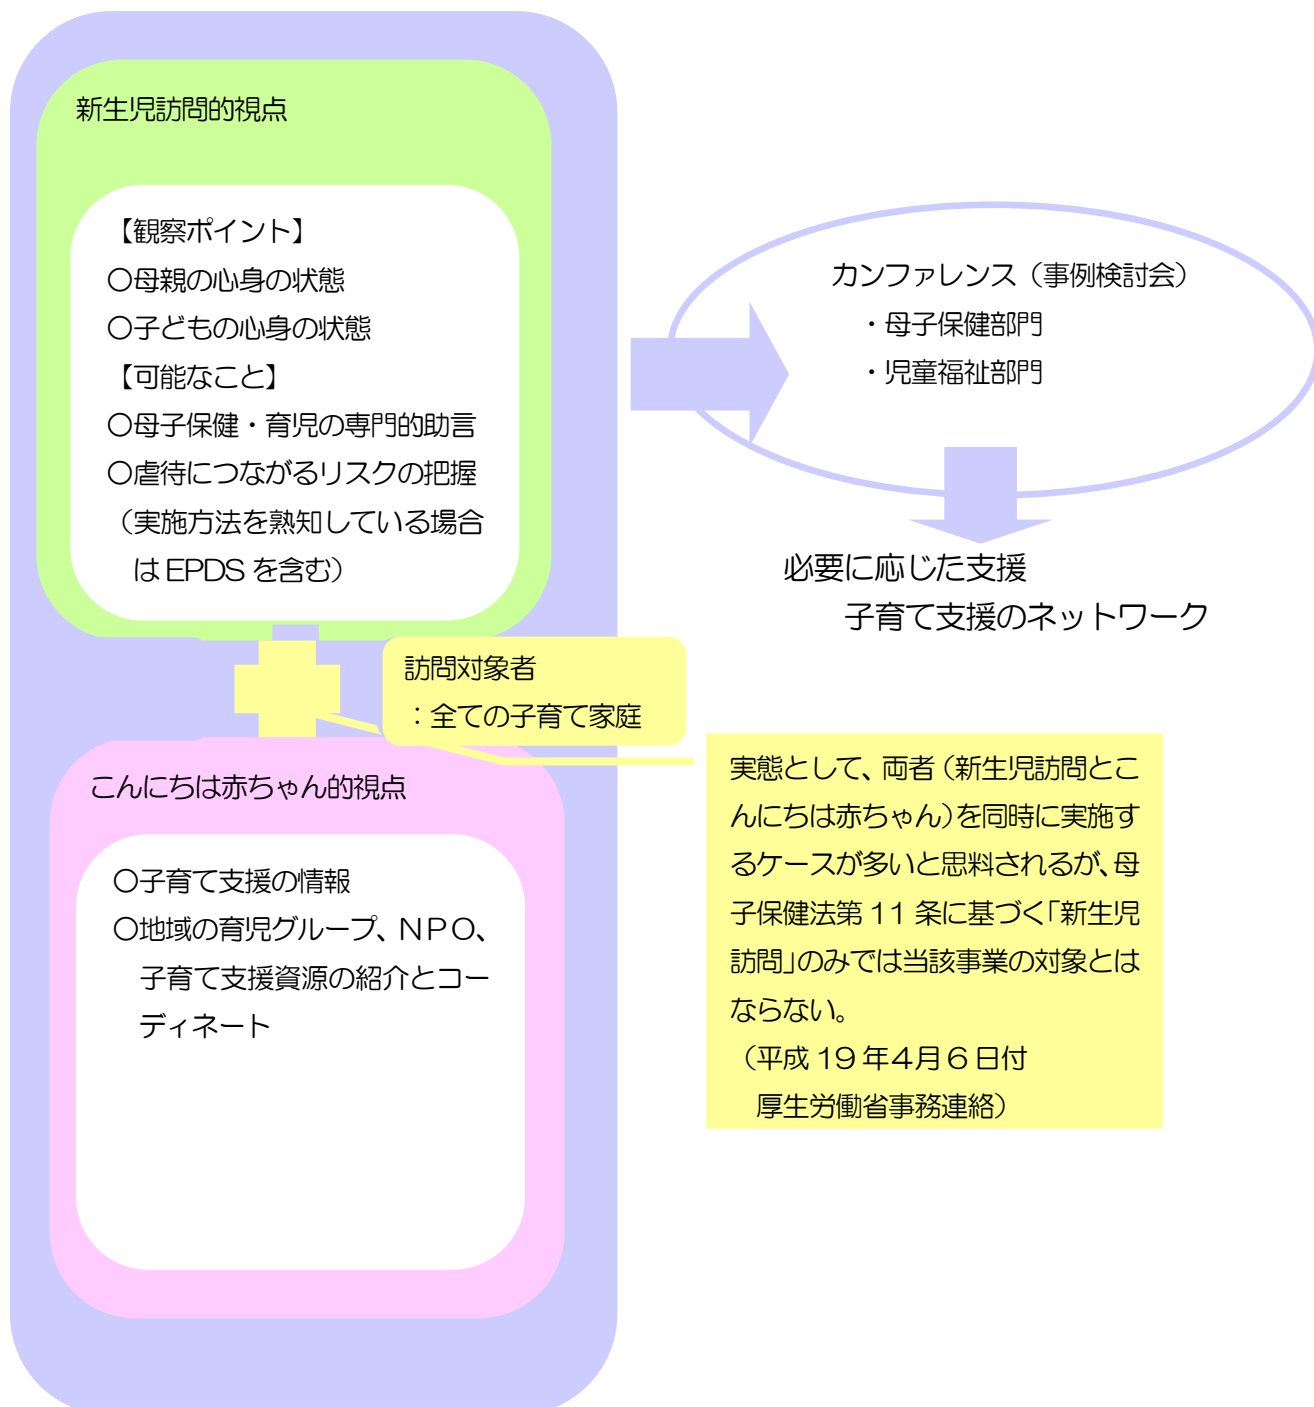 新生児訪問的視点
【観察ポイント】
○母親の心身の状態
○子どもの心身の状態
【可能なこと】
○母子保健・育児の専門的助言
○虐待につながるリスクの把握
（実施方法を熟知している場合
は EPDS を含む）
カンファレンス（事例検討会）
・母子保健部門
・児童福祉部門
必要に応じた支援
子育て支援のネットワーク
訪問対象者
：全ての子育て家庭
こんにちは赤ちゃん的視点
○子育て支援の情報
○地域の育児グループ、ＮＰＯ、
子育て支援資源の紹介とコー
ディネート
実態として、両者（新生児訪問とこ
んにちは赤ちゃん）を同時に実施す
るケースが多いと思料されるが、母
子保健法第 11 条に基づく「新生児
訪問」のみでは当該事業の対象とは
ならない。
（平成 19 年４月６日付
厚生労働省事務連絡）